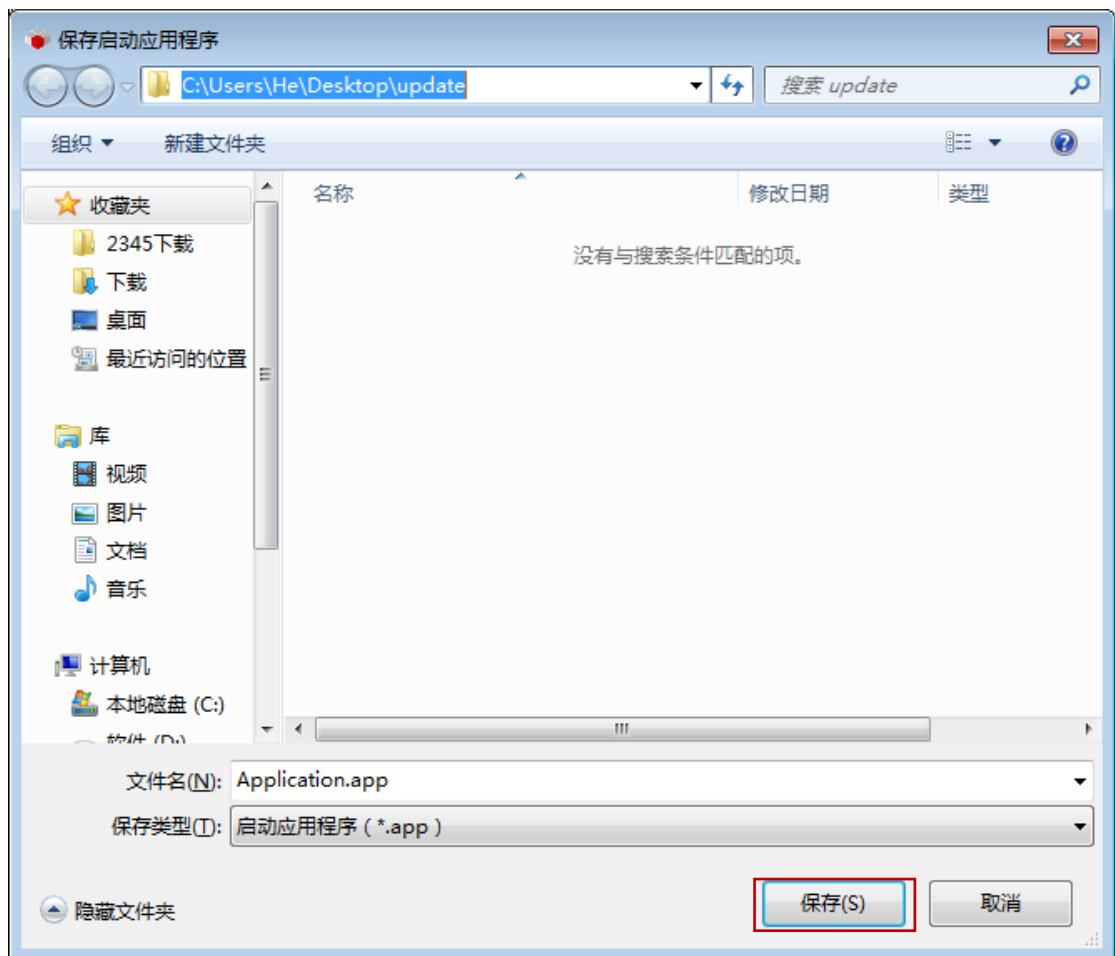 保存启动应用程序
C:\Users\He\Desktop\update
搜索 update
组织
新建文件夹
收藏夹
2345下载
下载
桌面
最近访问的位置
库
视频
图片
文档
音乐
计算机
本地磁盘 (C:)
软件 (D:)
名称
修改日期
类型
没有与搜索条件匹配的项。
文件名(N): Application.app
保存类型(T): 启动应用程序 ( *.app )
隐藏文件夹
保存(S)
取消